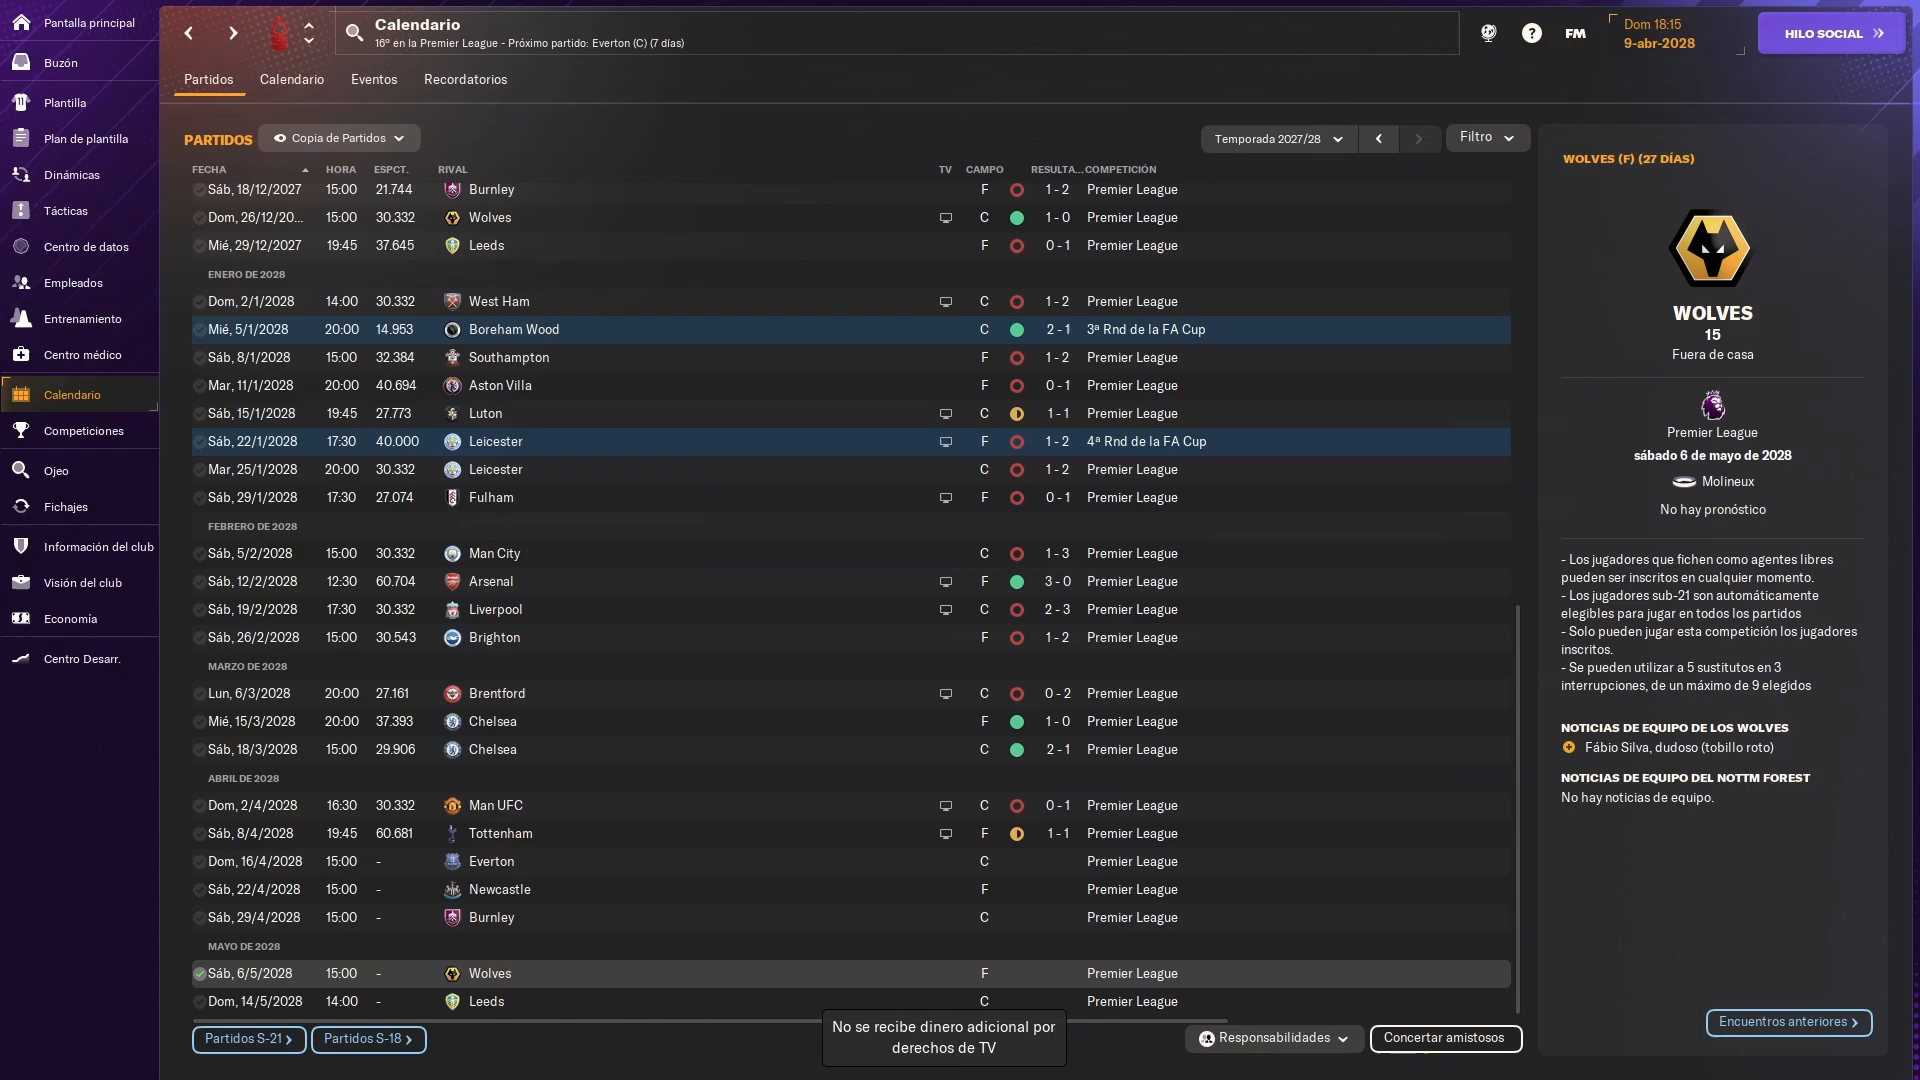 Pantalla principal
Buzón
Plantilla
Plan de plantilla
Dinámicas
Tácticas
Centro de datos
Empleados
Entrenamiento
Centro médico
Calendario
Competiciones
Ojeo
Fichajes
Información del club
Visión del club
Economía
Centro Desarr.
Calendario
16º en la Premier League - Próximo partido: Everton (C) (7 días)
FM
Dom 18:15
9-abr-2028
HILO SOCIAL
Partidos Calendario Eventos Recordatorios
PARTIDOS Copia de Partidos Temporada 2027/28 Filtro
FECHA HORA ESPCT. RIVAL TV CAMPO RESULTA... COMPETICIÓN
Sáb, 18/12/2027 15:00 21.744 Burnley F 1 - 2 Premier League
Dom, 26/12/20... 15:00 30.332 Wolves C 1 - 0 Premier League
Mié, 29/12/2027 19:45 37.645 Leeds F 0 - 1 Premier League
ENERO DE 2028
Dom, 2/1/2028 14:00 30.332 West Ham C 1 - 2 Premier League
Mié, 5/1/2028 20:00 14.953 Boreham Wood C 2 - 1 3ª Rnd de la FA Cup
Sáb, 8/1/2028 15:00 32.384 Southampton F 1 - 2 Premier League
Mar, 11/1/2028 20:00 40.694 Aston Villa F 0 - 1 Premier League
Sáb, 15/1/2028 19:45 27.773 Luton C 1 - 1 Premier League
Sáb, 22/1/2028 17:30 40.000 Leicester F 1 - 2 4ª Rnd de la FA Cup
Mar, 25/1/2028 20:00 30.332 Leicester C 1 - 2 Premier League
Sáb, 29/1/2028 17:30 27.074 Fulham F 0 - 1 Premier League
FEBRERO DE 2028
Sáb, 5/2/2028 15:00 30.332 Man City C 1 - 3 Premier League
Sáb, 12/2/2028 12:30 60.704 Arsenal F 3 - 0 Premier League
Sáb, 19/2/2028 17:30 30.332 Liverpool C 2 - 3 Premier League
Sáb, 26/2/2028 15:00 30.543 Brighton F 1 - 2 Premier League
MARZO DE 2028
Lun, 6/3/2028 20:00 27.161 Brentford C 0 - 2 Premier League
Mié, 15/3/2028 20:00 37.393 Chelsea F 1 - 0 Premier League
Sáb, 18/3/2028 15:00 29.906 Chelsea C 2 - 1 Premier League
ABRIL DE 2028
Dom, 2/4/2028 16:30 30.332 Man UFC C 0 - 1 Premier League
Sáb, 8/4/2028 19:45 60.681 Tottenham F 1 - 1 Premier League
Dom, 16/4/2028 15:00 - Everton C Premier League
Sáb, 22/4/2028 15:00 - Newcastle F Premier League
Sáb, 29/4/2028 15:00 - Burnley C Premier League
MAYO DE 2028
Sáb, 6/5/2028 15:00 - Wolves F Premier League
Dom, 14/5/2028 14:00 - Leeds C Premier League
Partidos S-21 Partidos S-18
No se recibe dinero adicional por
derechos de TV
Responsabilidades Concertar amistosos
WOLVES (F) (27 DÍAS)
WOLVES
15
Fuera de casa
Premier League
sábado 6 de mayo de 2028
Molineux
No hay pronóstico
- Los jugadores que fichen como agentes libres
pueden ser inscritos en cualquier momento.
- Los jugadores sub-21 son automáticamente
elegibles para jugar en todos los partidos
- Solo pueden jugar esta competición los jugadores
inscritos.
- Se pueden utilizar a 5 sustitutos en 3
interrupciones, de un máximo de 9 elegidos
NOTICIAS DE EQUIPO DE LOS WOLVES
Fábio Silva, dudoso (tobillo roto)
NOTICIAS DE EQUIPO DEL NOTTM FOREST
No hay noticias de equipo.
Encuentros anteriores